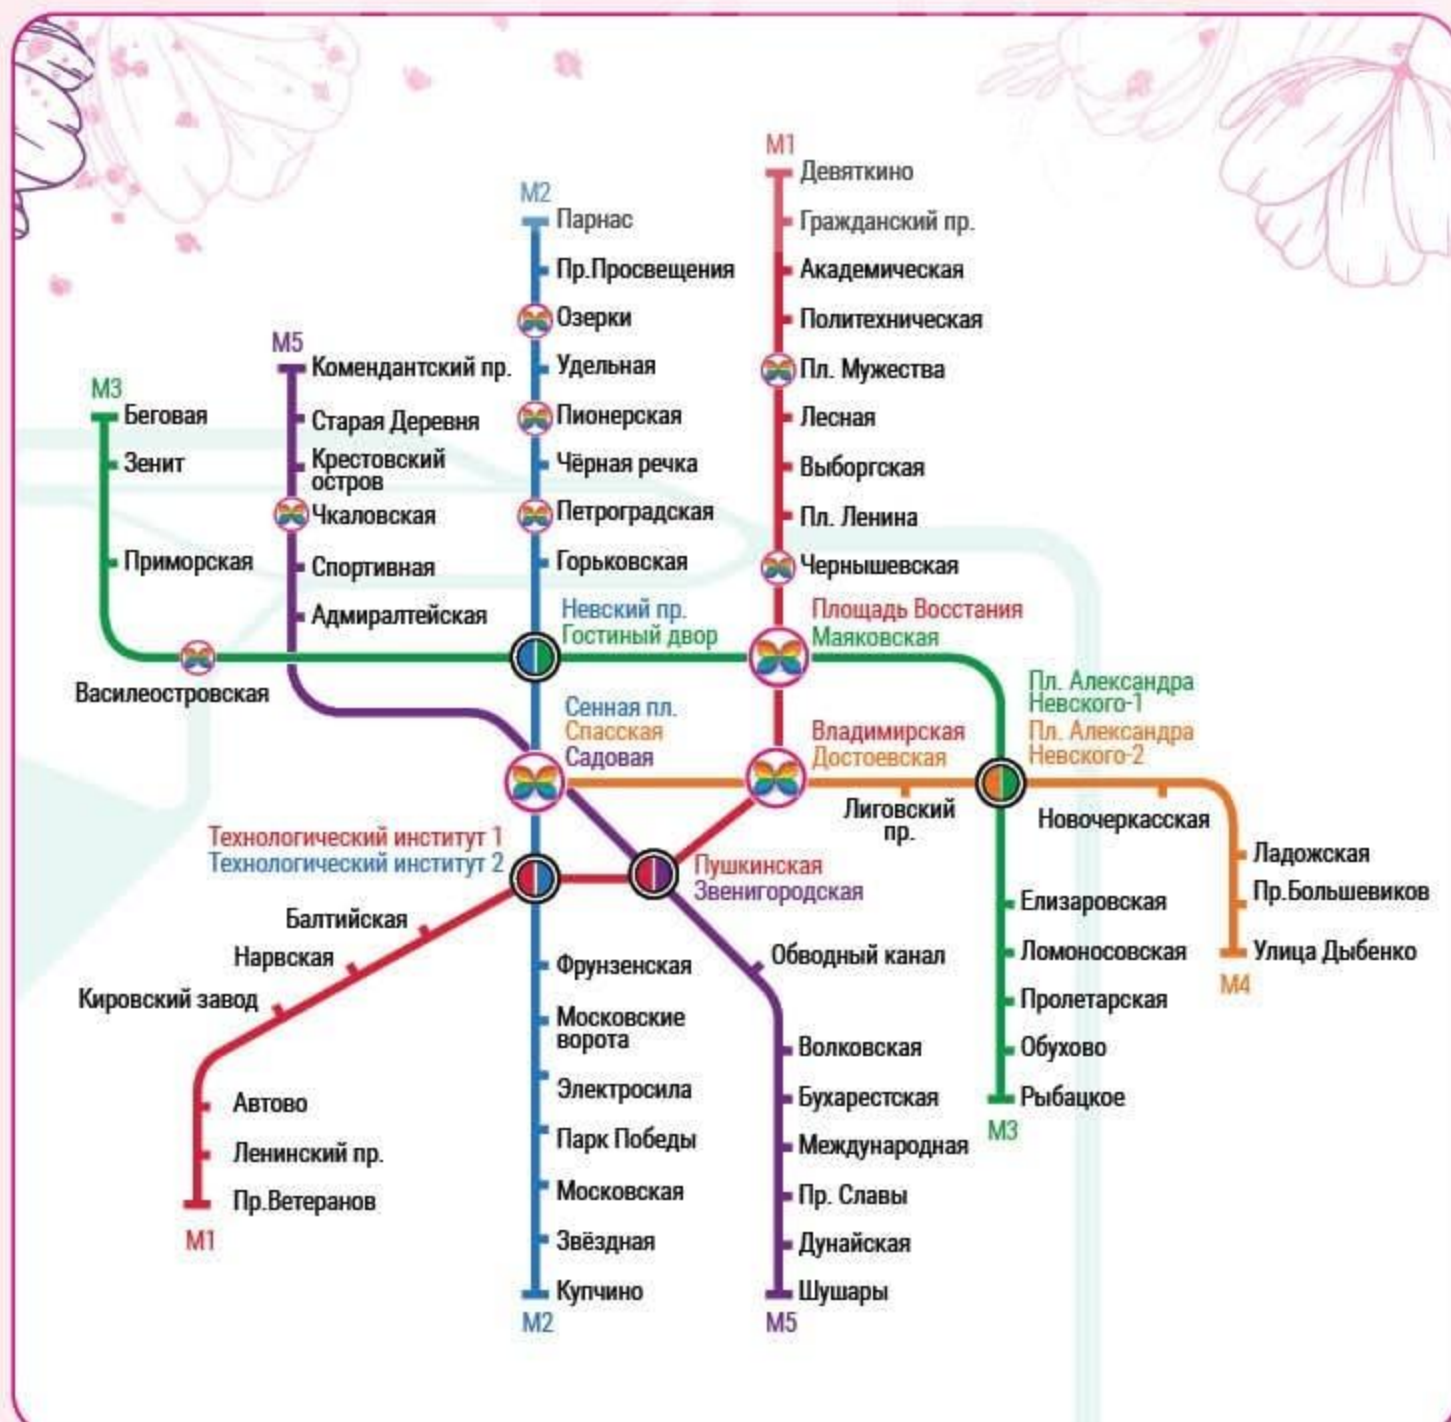 M1
Девяткино
Гражданский пр.
Академическая
Политехническая
Пл. Мужества
Лесная
Выборгская
Пл. Ленина
Чернышевская
Площадь Восстания
Маяковская
M2
Парнас
Пр.Просвещения
Озерки
Удельная
Пионерская
Чёрная речка
Петроградская
Горьковская
Невский пр.
Гостиный двор
M5
Комендантский пр.
Старая Деревня
Крестовский
остров
Чкаловская
Спортивная
Адмиралтейская
M3
Беговая
Зенит
Приморская
Василеостровская
Сенная пл.
Спасская
Садовая
Владимирская
Достоевская
Пл. Александра
Невского-1
Пл. Александра
Невского-2
Лиговский
пр.
Новочеркасская
Ладожская
Пр.Большевиков
Улица Дыбенко
M4
Технологический институт 1
Технологический институт 2
Пушкинская
Звенигородская
Балтийская
Нарвская
Кировский завод
Автово
Ленинский пр.
Пр.Ветеранов
M1
Фрунзенская
Московские
ворота
Электросила
Парк Победы
Московская
Звёздная
Купчино
M2
Обводный канал
Волковская
Бухарестская
Международная
Пр. Славы
Дунайская
Шушары
M5
Елизаровская
Ломоносовская
Пролетарская
Обухово
Рыбацкое
M3